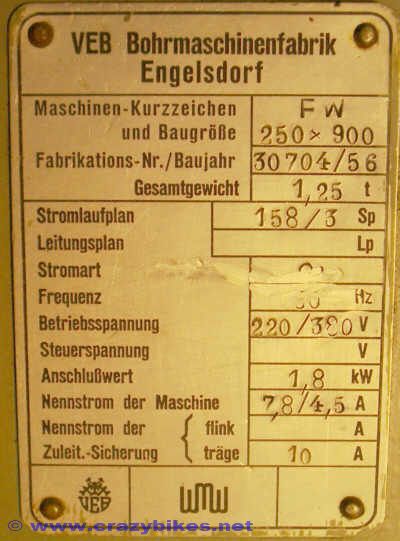 VEB Bohrmaschinenfabrik
Engelsdorf
Maschinen-Kurzzeichen FW
und Baugröße 250 × 900
Fabrikations-Nr./Baujahr 30704/56
Gesamtgewicht 1,25 t
Stromlaufplan 158/3 Sp
Leitungsplan Lp
Stromart
Frequenz Hz
Betriebsspannung 220/380 V
Steuerspannung V
Anschlußwert 1,8 kW
Nennstrom der Maschine 7,8/4,5 A
Nennstrom der { flink A
Zuleit.-Sicherung { träge 10 A
VEB WMW
© www.crazybikes.net